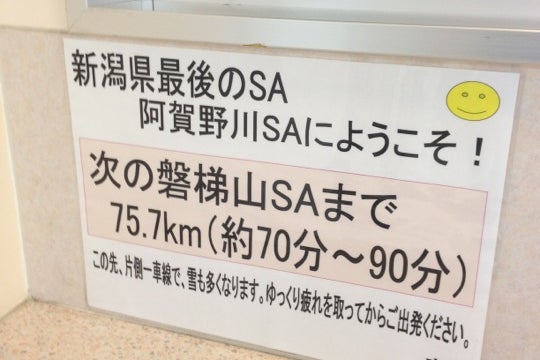 新潟県最後のSA
阿賀野川SAにようこそ！
次の磐梯山SAまで
75.7km(約70分～90分)
この先、片側一車線で、雪も多くなります。ゆっくり疲れを取ってからご出発ください。